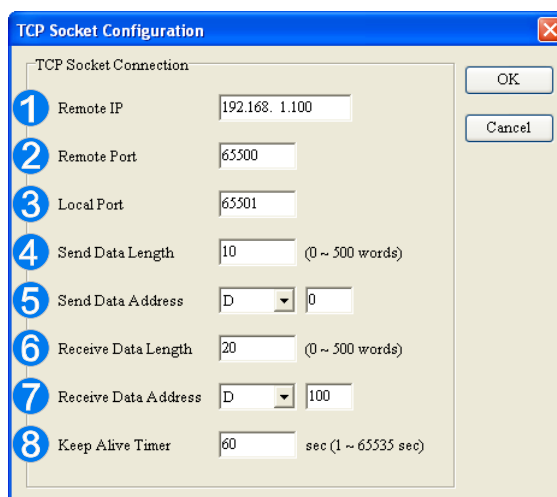 TCP Socket Configuration
TCP Socket Connection
OK
Cancel
1 Remote IP 192.168. 1.100
2 Remote Port 65500
3 Local Port 65501
4 Send Data Length 10 (0 ~ 500 words)
5 Send Data Address D 0
6 Receive Data Length 20 (0 ~ 500 words)
7 Receive Data Address D 100
8 Keep Alive Timer 60 sec (1 ~ 65535 sec)